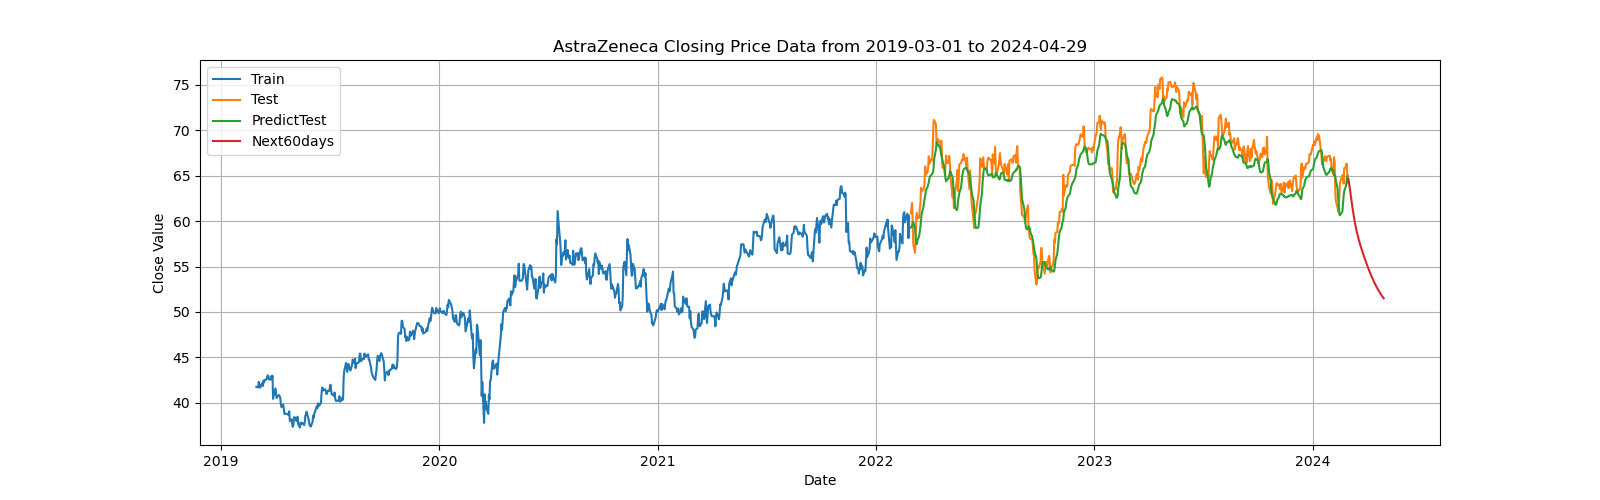 AstraZeneca Closing Price Data from 2019-03-01 to 2024-04-29
Train
Test
PredictTest
Next60days
Close Value
75
70
65
60
55
50
45
40
2019
2020
2021
2022
2023
2024
Date